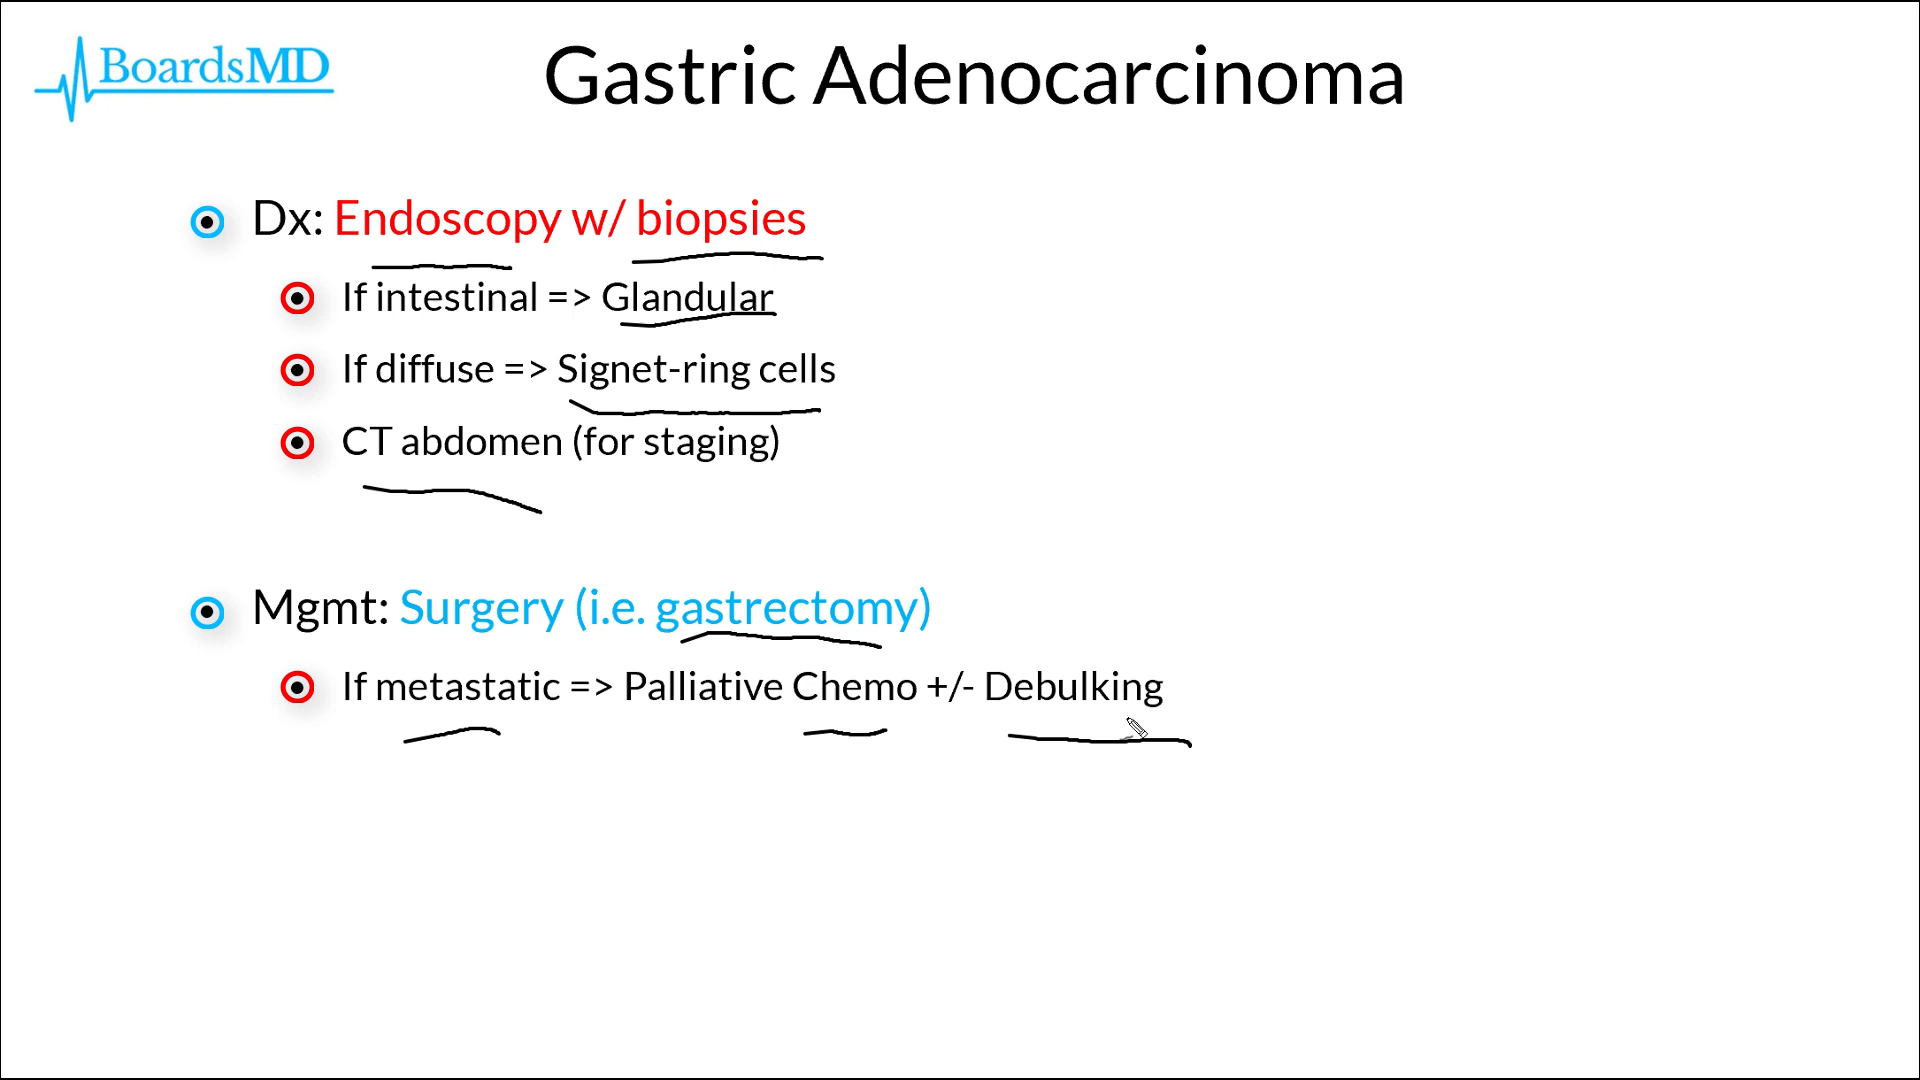 BoardsMD
Gastric Adenocarcinoma
Dx: Endoscopy w/ biopsies
If intestinal => Glandular
If diffuse => Signet-ring cells
CT abdomen (for staging)
Mgmt: Surgery (i.e. gastrectomy)
If metastatic => Palliative Chemo +/- Debulking